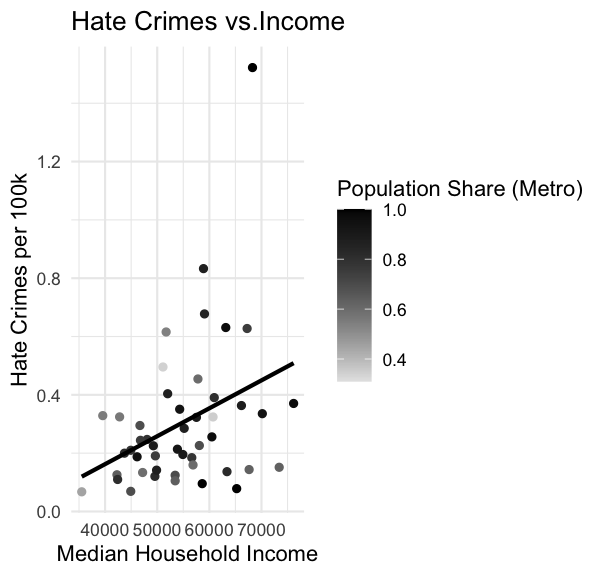 Hate Crimes vs.Income
Hate Crimes per 100k
1.2
0.8
0.4
0.0
40000 50000 60000 70000
Median Household Income
Population Share (Metro)
1.0
0.8
0.6
0.4